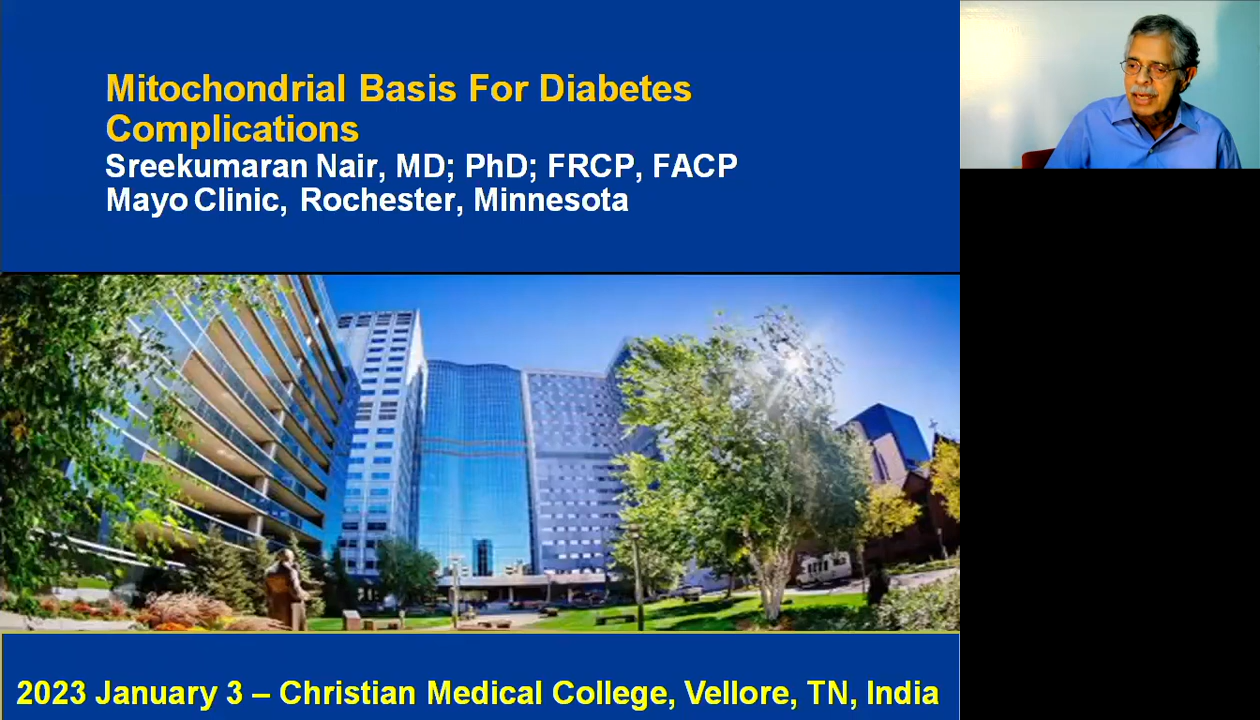 Mitochondrial Basis For Diabetes
Complications
Sreekumaran Nair, MD; PhD; FRCP, FACP
Mayo Clinic, Rochester, Minnesota
2023 January 3 – Christian Medical College, Vellore, TN, India